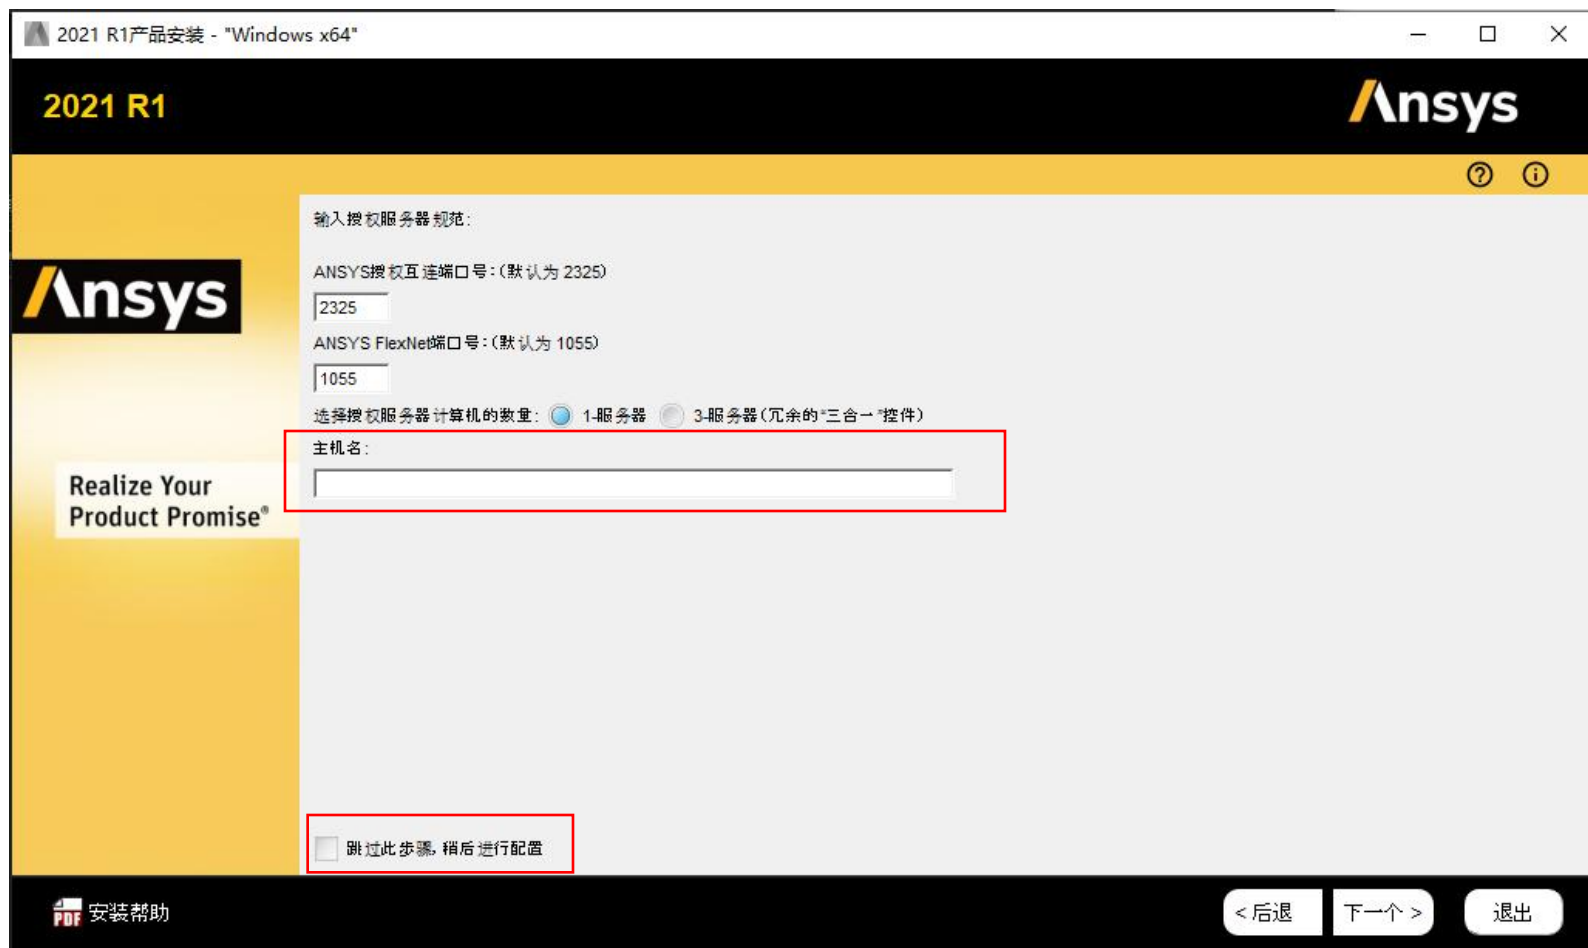 2021 R1产品安装 - "Windows x64"
2021 R1
Ansys
输入授权服务器规范:
ANSYS授权互连端口号:(默认为 2325)
2325
ANSYS FlexNet端口号:(默认为 1055)
1055
选择授权服务器计算机的数量: 1-服务器 3-服务器(冗余的“三合一”控件)
主机名:
Ansys
Realize Your
Product Promise®
跳过此步骤, 稍后进行配置
PDF 安装帮助
< 后退 下一个 > 退出